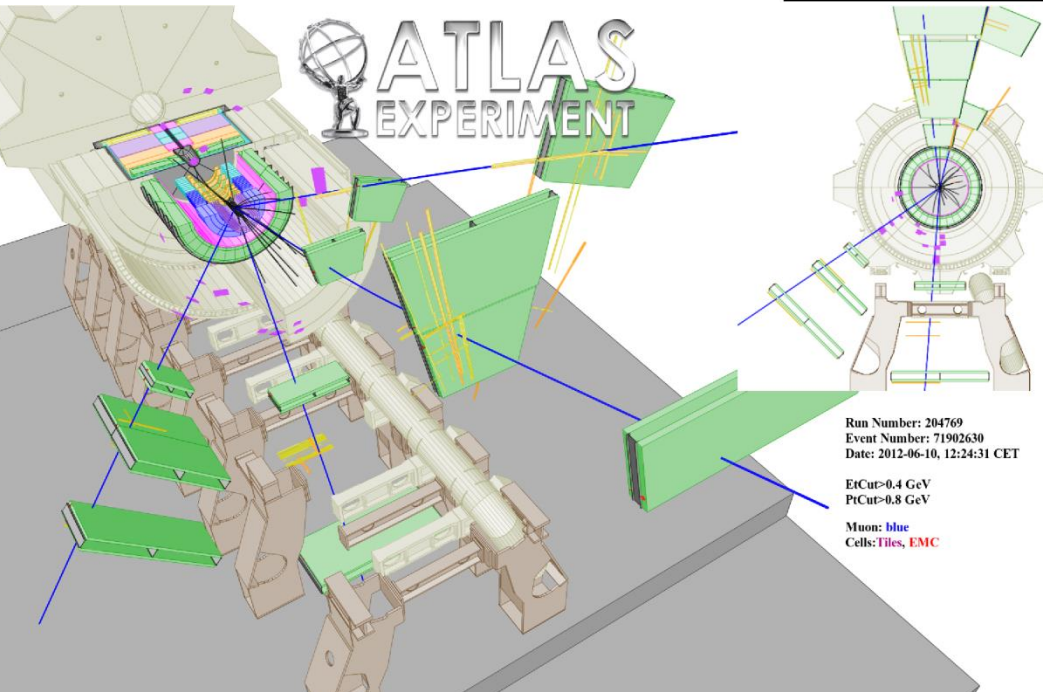 ATLAS
EXPERIMENT
Run Number: 204769
Event Number: 71902630
Date: 2012-06-10, 12:24:31 CET
EtCut>0.4 GeV
PtCut>0.8 GeV
Muon: blue
Cells:Tiles, EMC